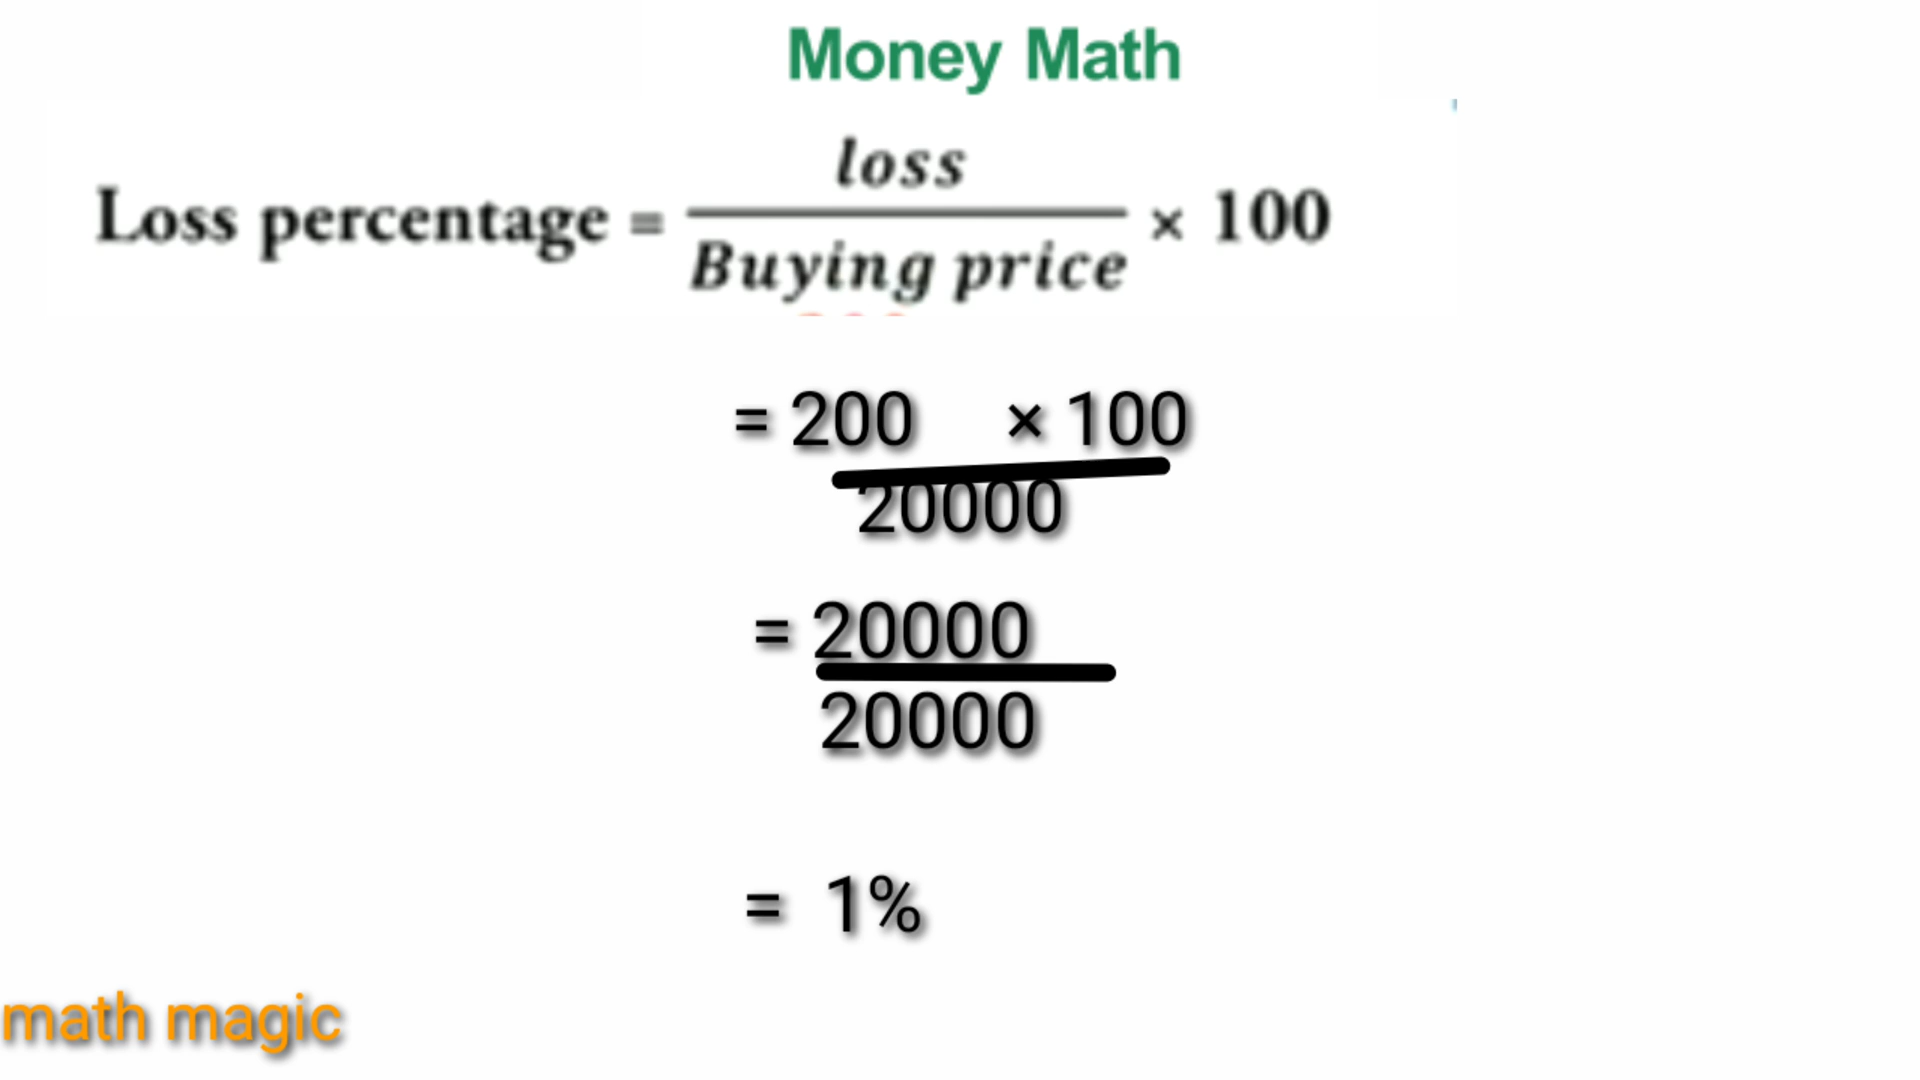 Money Math
loss
Loss percentage = × 100
Buying price
= 200 × 100
20000
= 20000
20000
= 1%
math magic